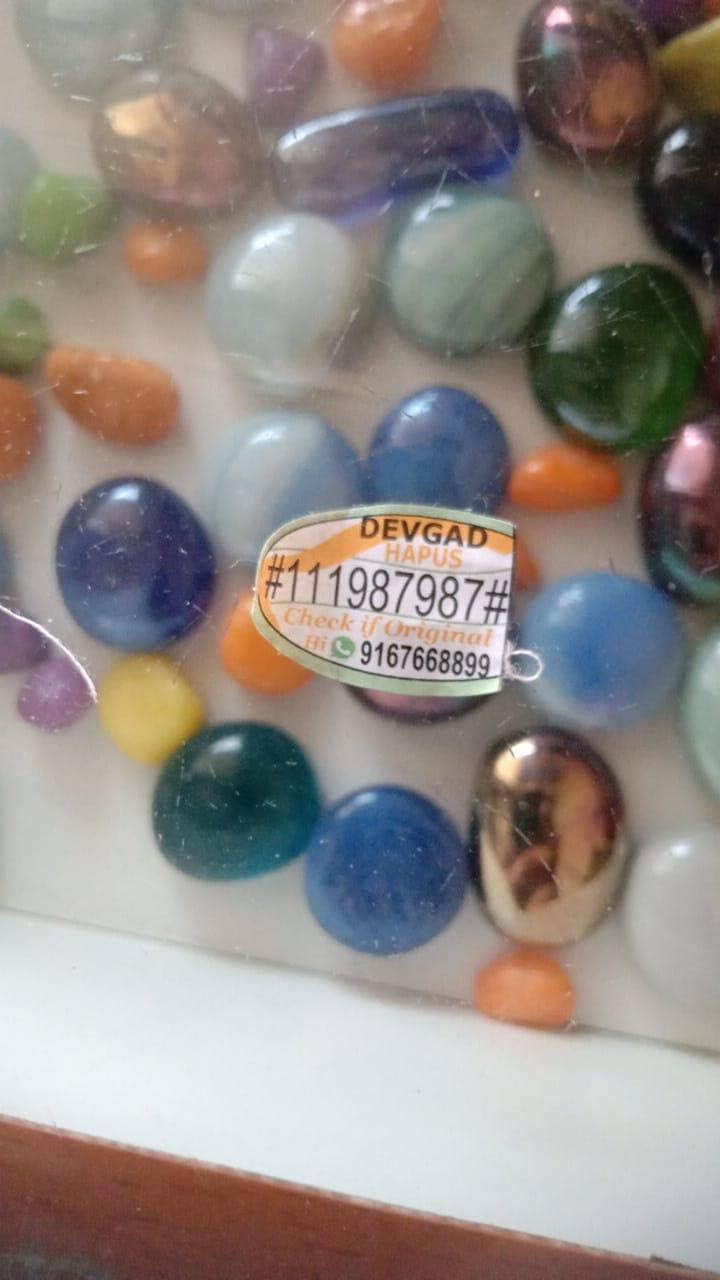 DEVGAD
HAPUS
#111987987#
Check if Original
Hi 9167668899